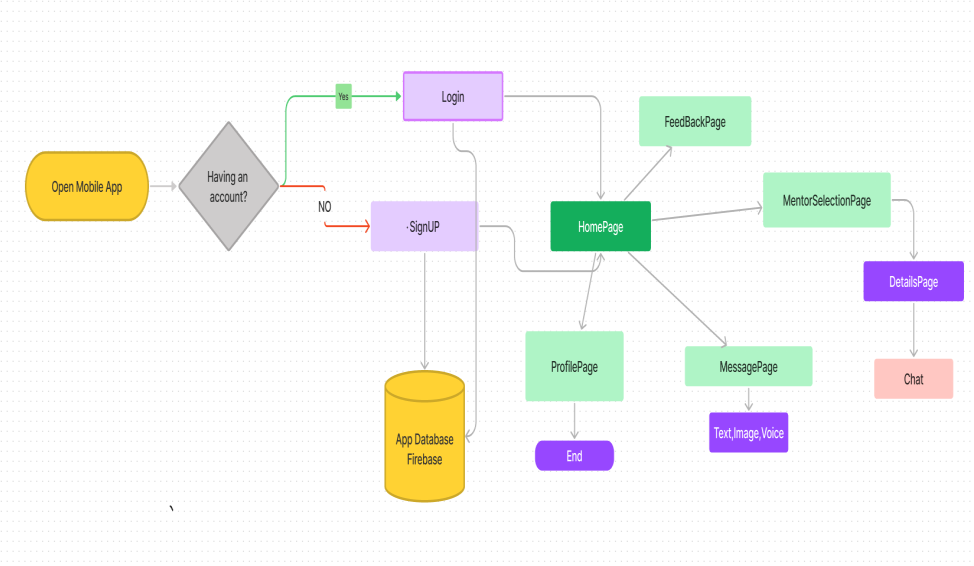 Yes
Login
FeedBackPage
Open Mobile App
Having an
account?
NO
·SignUP
HomePage
MentorSelectionPage
DetailsPage
ProfilePage
MessagePage
Chat
App Database
Firebase
End
Text,Image,Voice